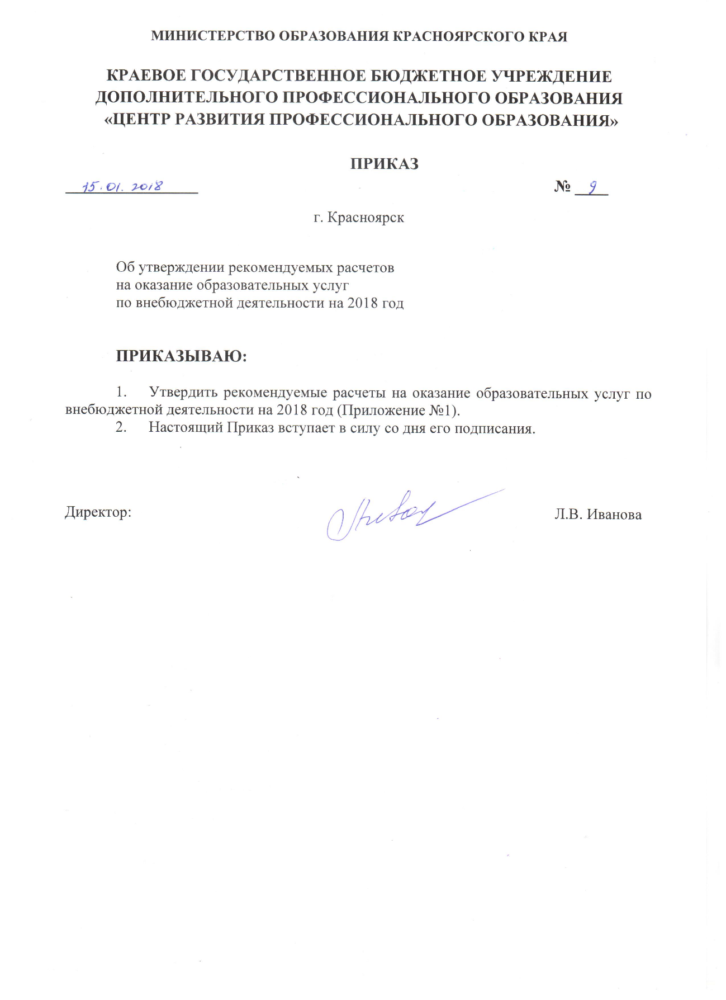 МИНИСТЕРСТВО ОБРАЗОВАНИЯ КРАСНОЯРСКОГО КРАЯ
КРАЕВОЕ ГОСУДАРСТВЕННОЕ БЮДЖЕТНОЕ УЧРЕЖДЕНИЕ
ДОПОЛНИТЕЛЬНОГО ПРОФЕССИОНАЛЬНОГО ОБРАЗОВАНИЯ
«ЦЕНТР РАЗВИТИЯ ПРОФЕССИОНАЛЬНОГО ОБРАЗОВАНИЯ»
ПРИКАЗ
15.01.2018 № 9
г. Красноярск
Об утверждении рекомендуемых расчетов
на оказание образовательных услуг
по внебюджетной деятельности на 2018 год
ПРИКАЗЫВАЮ:
1. Утвердить рекомендуемые расчеты на оказание образовательных услуг по
внебюджетной деятельности на 2018 год (Приложение №1).
2. Настоящий Приказ вступает в силу со дня его подписания.
Директор: Л.В. Иванова